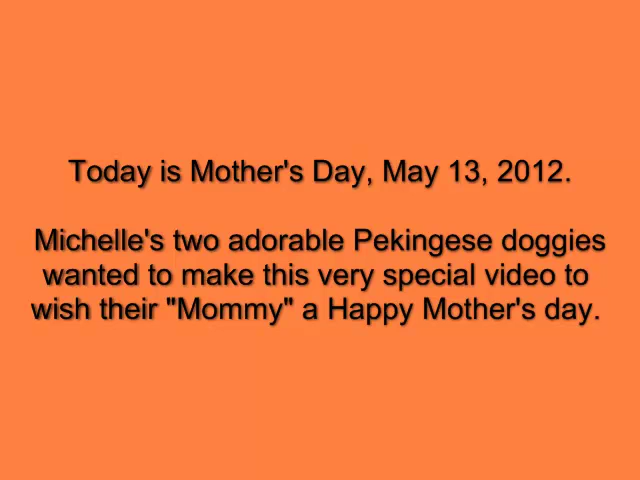 Today is Mother's Day, May 13, 2012.
Michelle's two adorable Pekingese doggies
wanted to make this very special video to
wish their "Mommy" a Happy Mother's day.